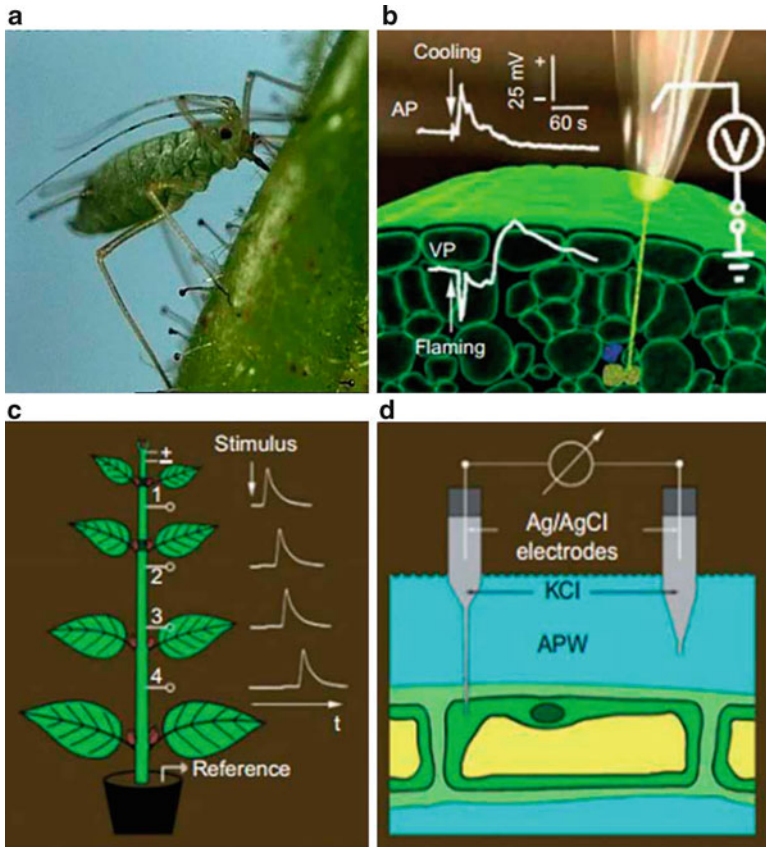 a
b
Cooling
AP
25 mV
+
−
60 s
V
VP
Flaming
c
d
±
Stimulus
1
2
3
4
t
Reference
Ag/AgCl
electrodes
KCl
APW